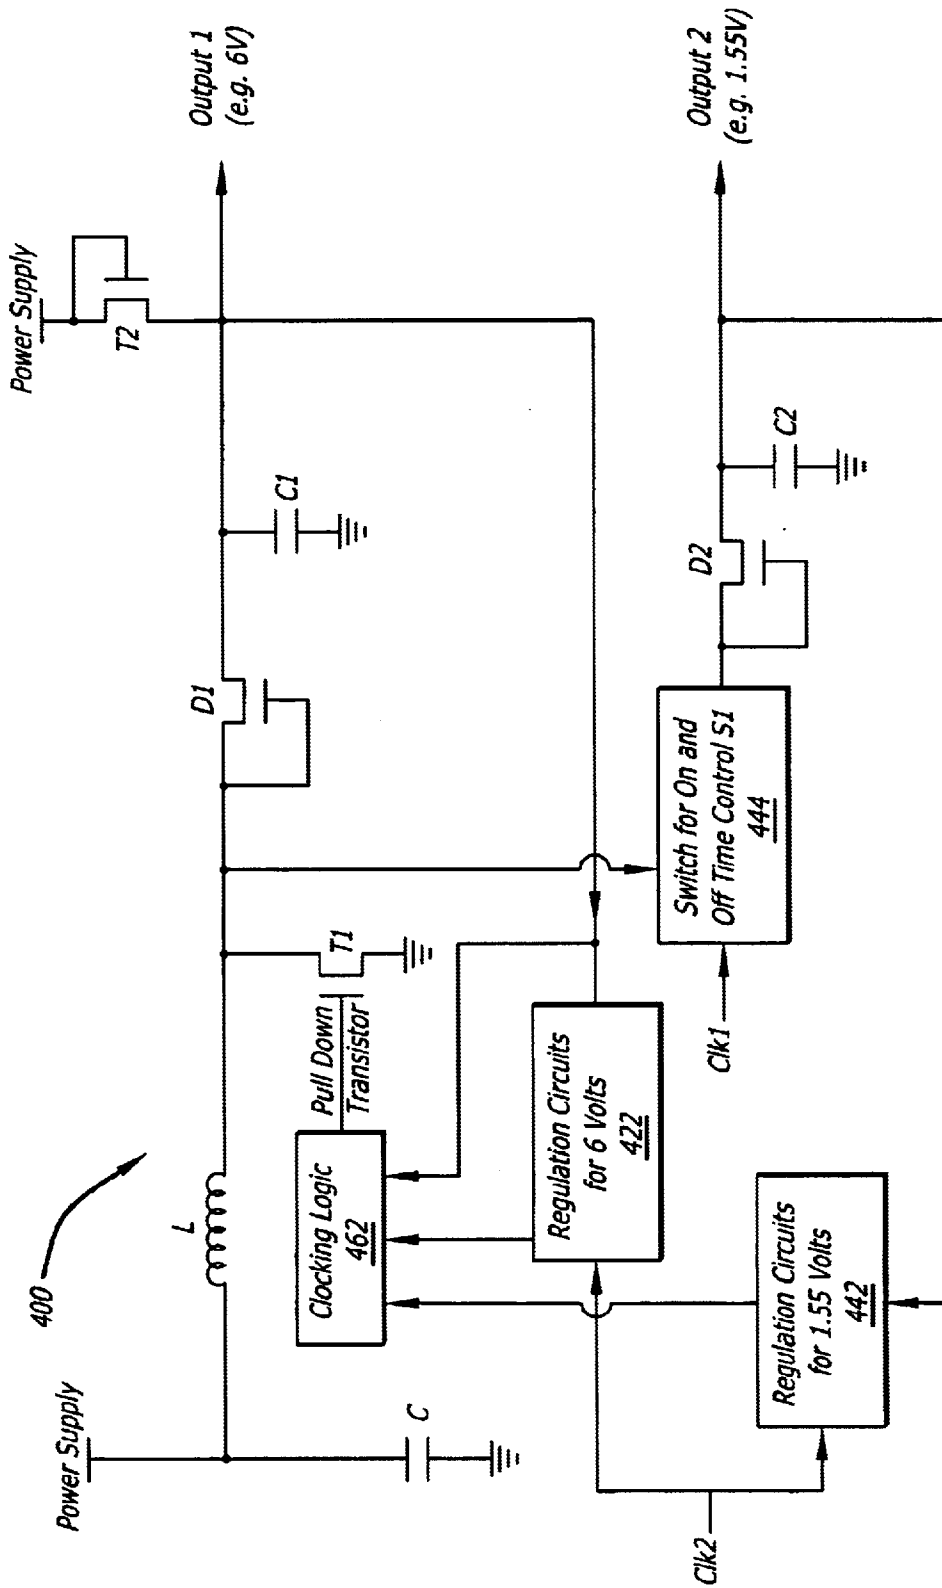 400
Power Supply
L
Power Supply
T2
D1
Output 1
(e.g. 6V)
C
Clocking Logic
462
Pull Down
Transistor
T1
C1
Clk2
Regulation Circuits
for 6 Volts
422
Regulation Circuits
for 1.55 Volts
442
Clk1
Switch for On and
Off Time Control S1
444
D2
C2
Output 2
(e.g. 1.55V)